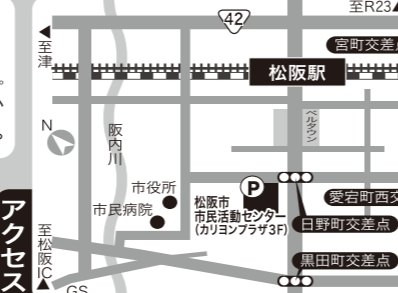 至R23▲
42
◀至津
宮町交差点
松阪駅
ベルタウン
N
阪内川
市役所
市民病院
P
松阪市
市民活動センター
(カリヨンプラザ3F)
愛宕町西交
日野町交差点
黒田町交差点
アクセス
至松阪IC▲
GS